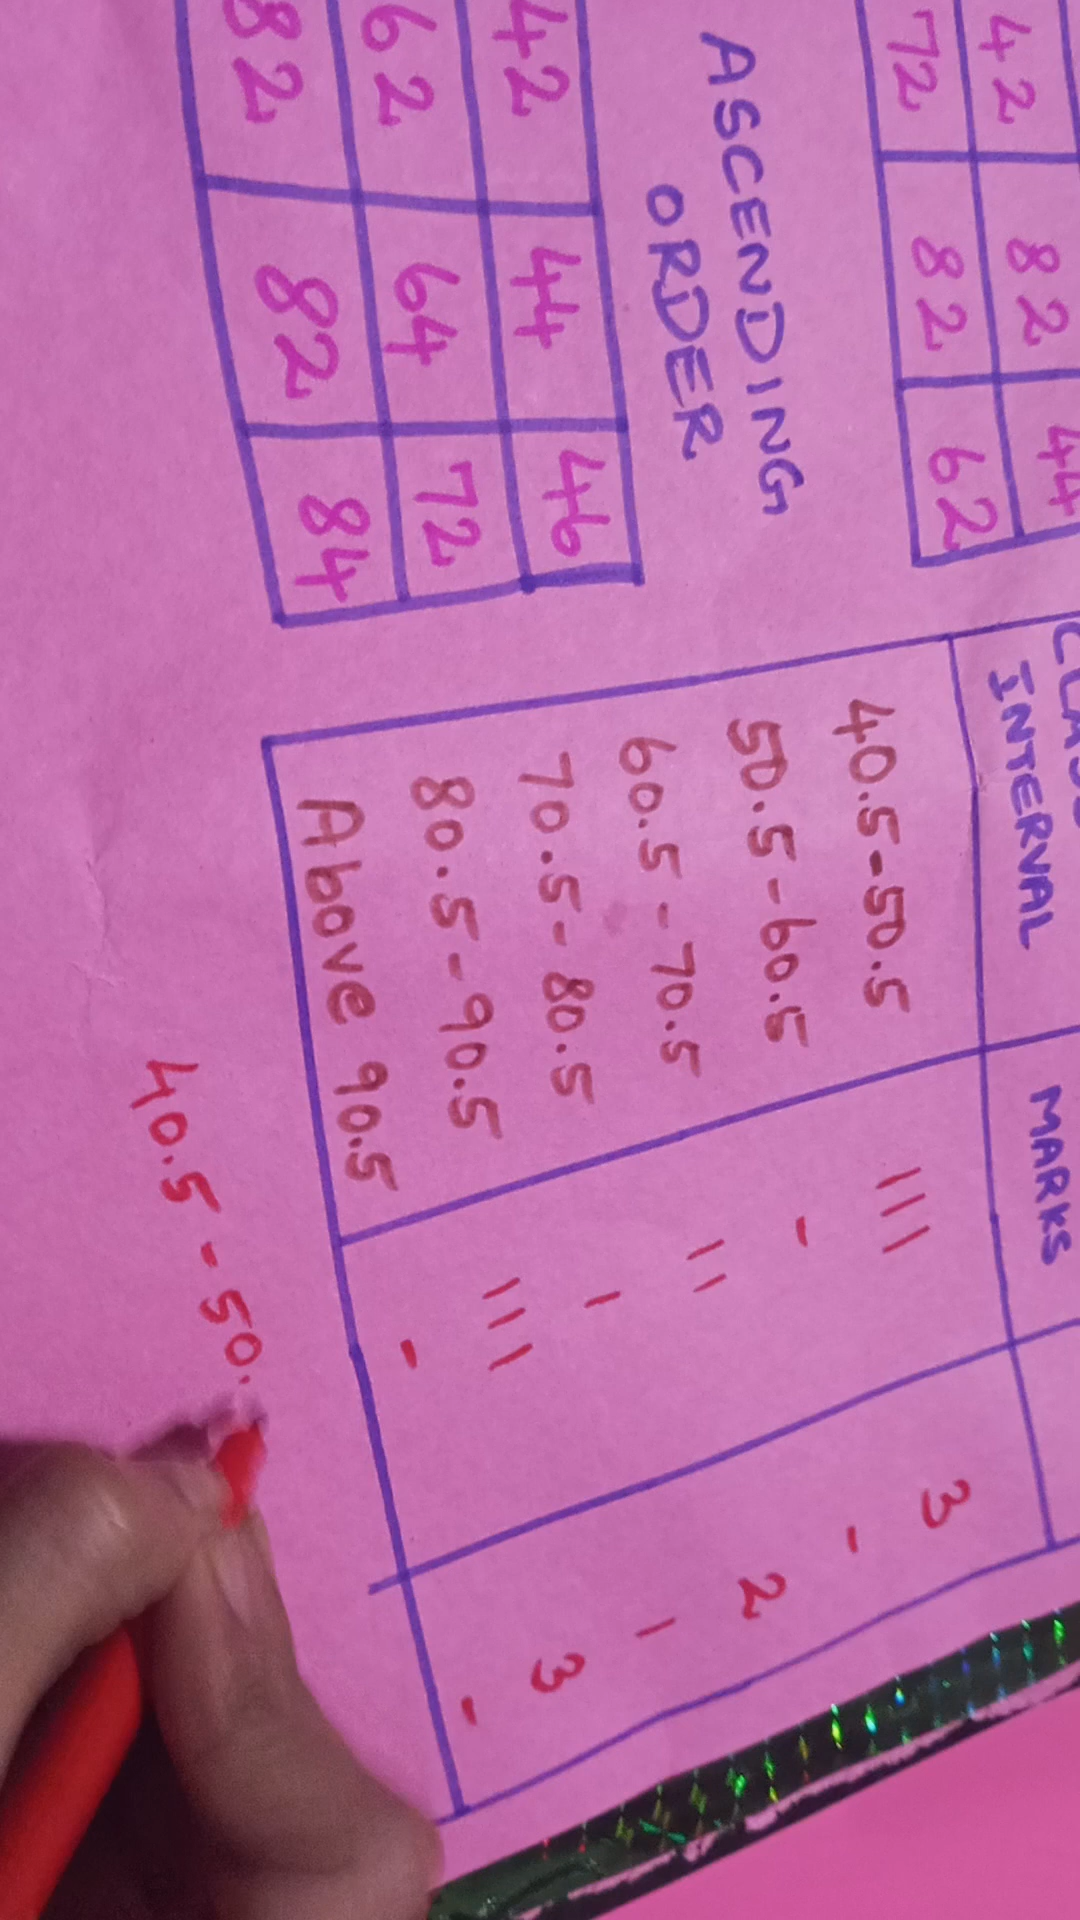 42 82 44
72 82 62
ASCENDING
ORDER
42 44 46
62 64 72
82 82 84
INTERVAL MARKS
40.5-50.5 ||| 3
50.5-60.5 - -
60.5-70.5 || 2
70.5-80.5 | 1
80.5-90.5 ||| 3
Above 90.5 - -
40.5-50.